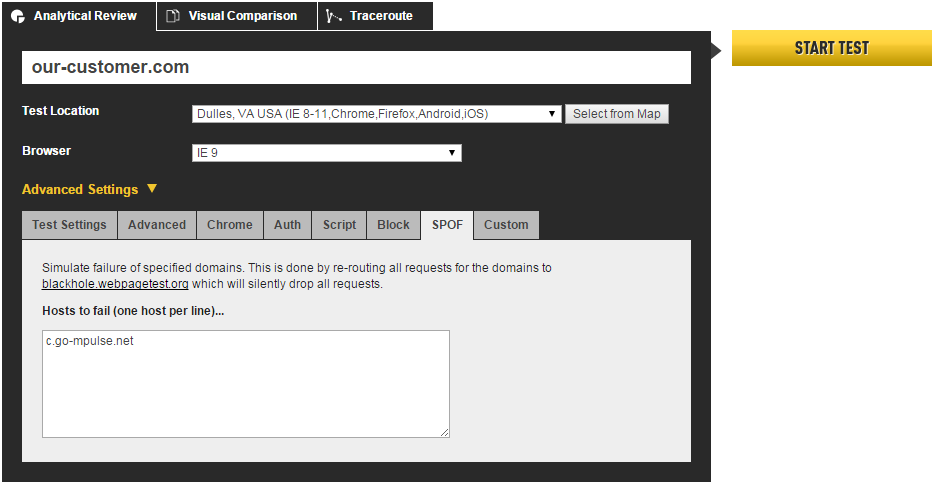 Analytical Review
Visual Comparison
Traceroute
START TEST
our-customer.com
Test Location
Dulles, VA USA (IE 8-11,Chrome,Firefox,Android,iOS)
Select from Map
Browser
IE 9
Advanced Settings
Test Settings
Advanced
Chrome
Auth
Script
Block
SPOF
Custom
Simulate failure of specified domains. This is done by re-routing all requests for the domains to
blackhole.webpagetest.org which will silently drop all requests.
Hosts to fail (one host per line)...
c.go-mpulse.net